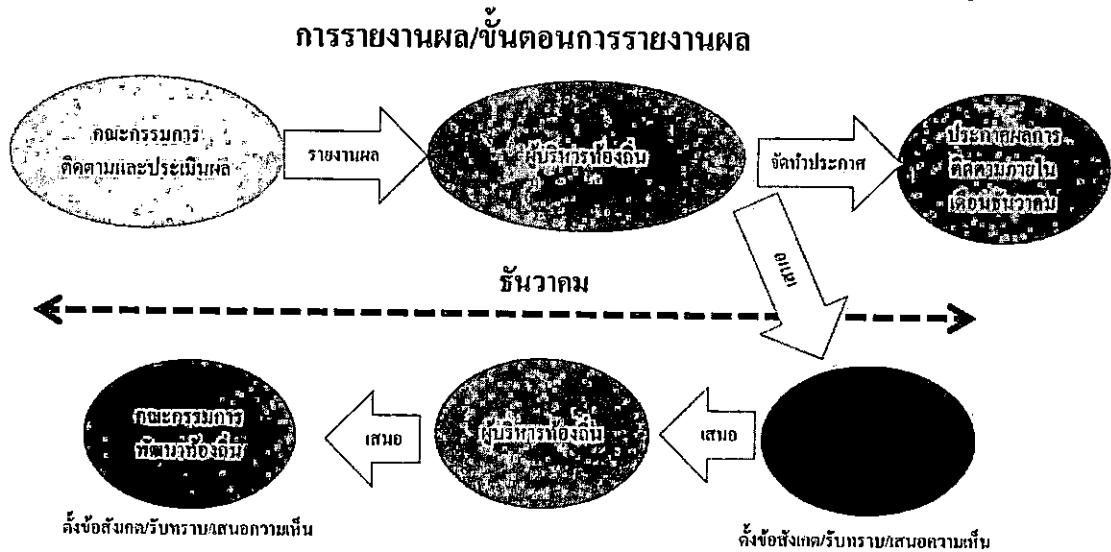 การรายงานผล/ขั้นตอนการรายงานผล
คณะกรรมการ
ติดตามและประเมินผล
รายงานผล
ผู้บริหารท้องถิ่น
จัดทำประกาศ
ประกาศผลการ
ติดตามภายใน
เดือนธันวาคม
เสนอ
ธันวาคม
คณะกรรมการ
พัฒนาท้องถิ่น
เสนอ
ผู้บริหารท้องถิ่น
เสนอ
ตั้งข้อสังเกต/รับทราบ/เสนอความเห็น
ตั้งข้อสังเกต/รับทราบ/เสนอความเห็น